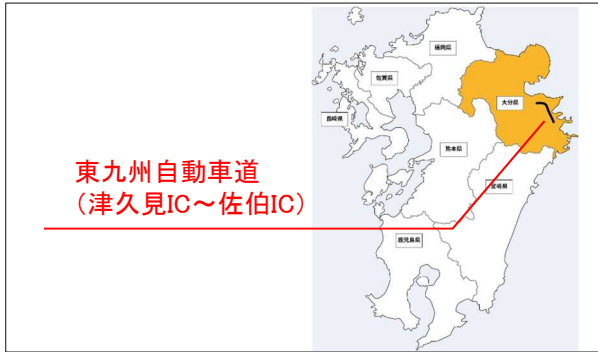 福岡県
佐賀県
大分県
長崎県
熊本県
東九州自動車道
（津久見IC～佐伯IC）
宮崎県
鹿児島県